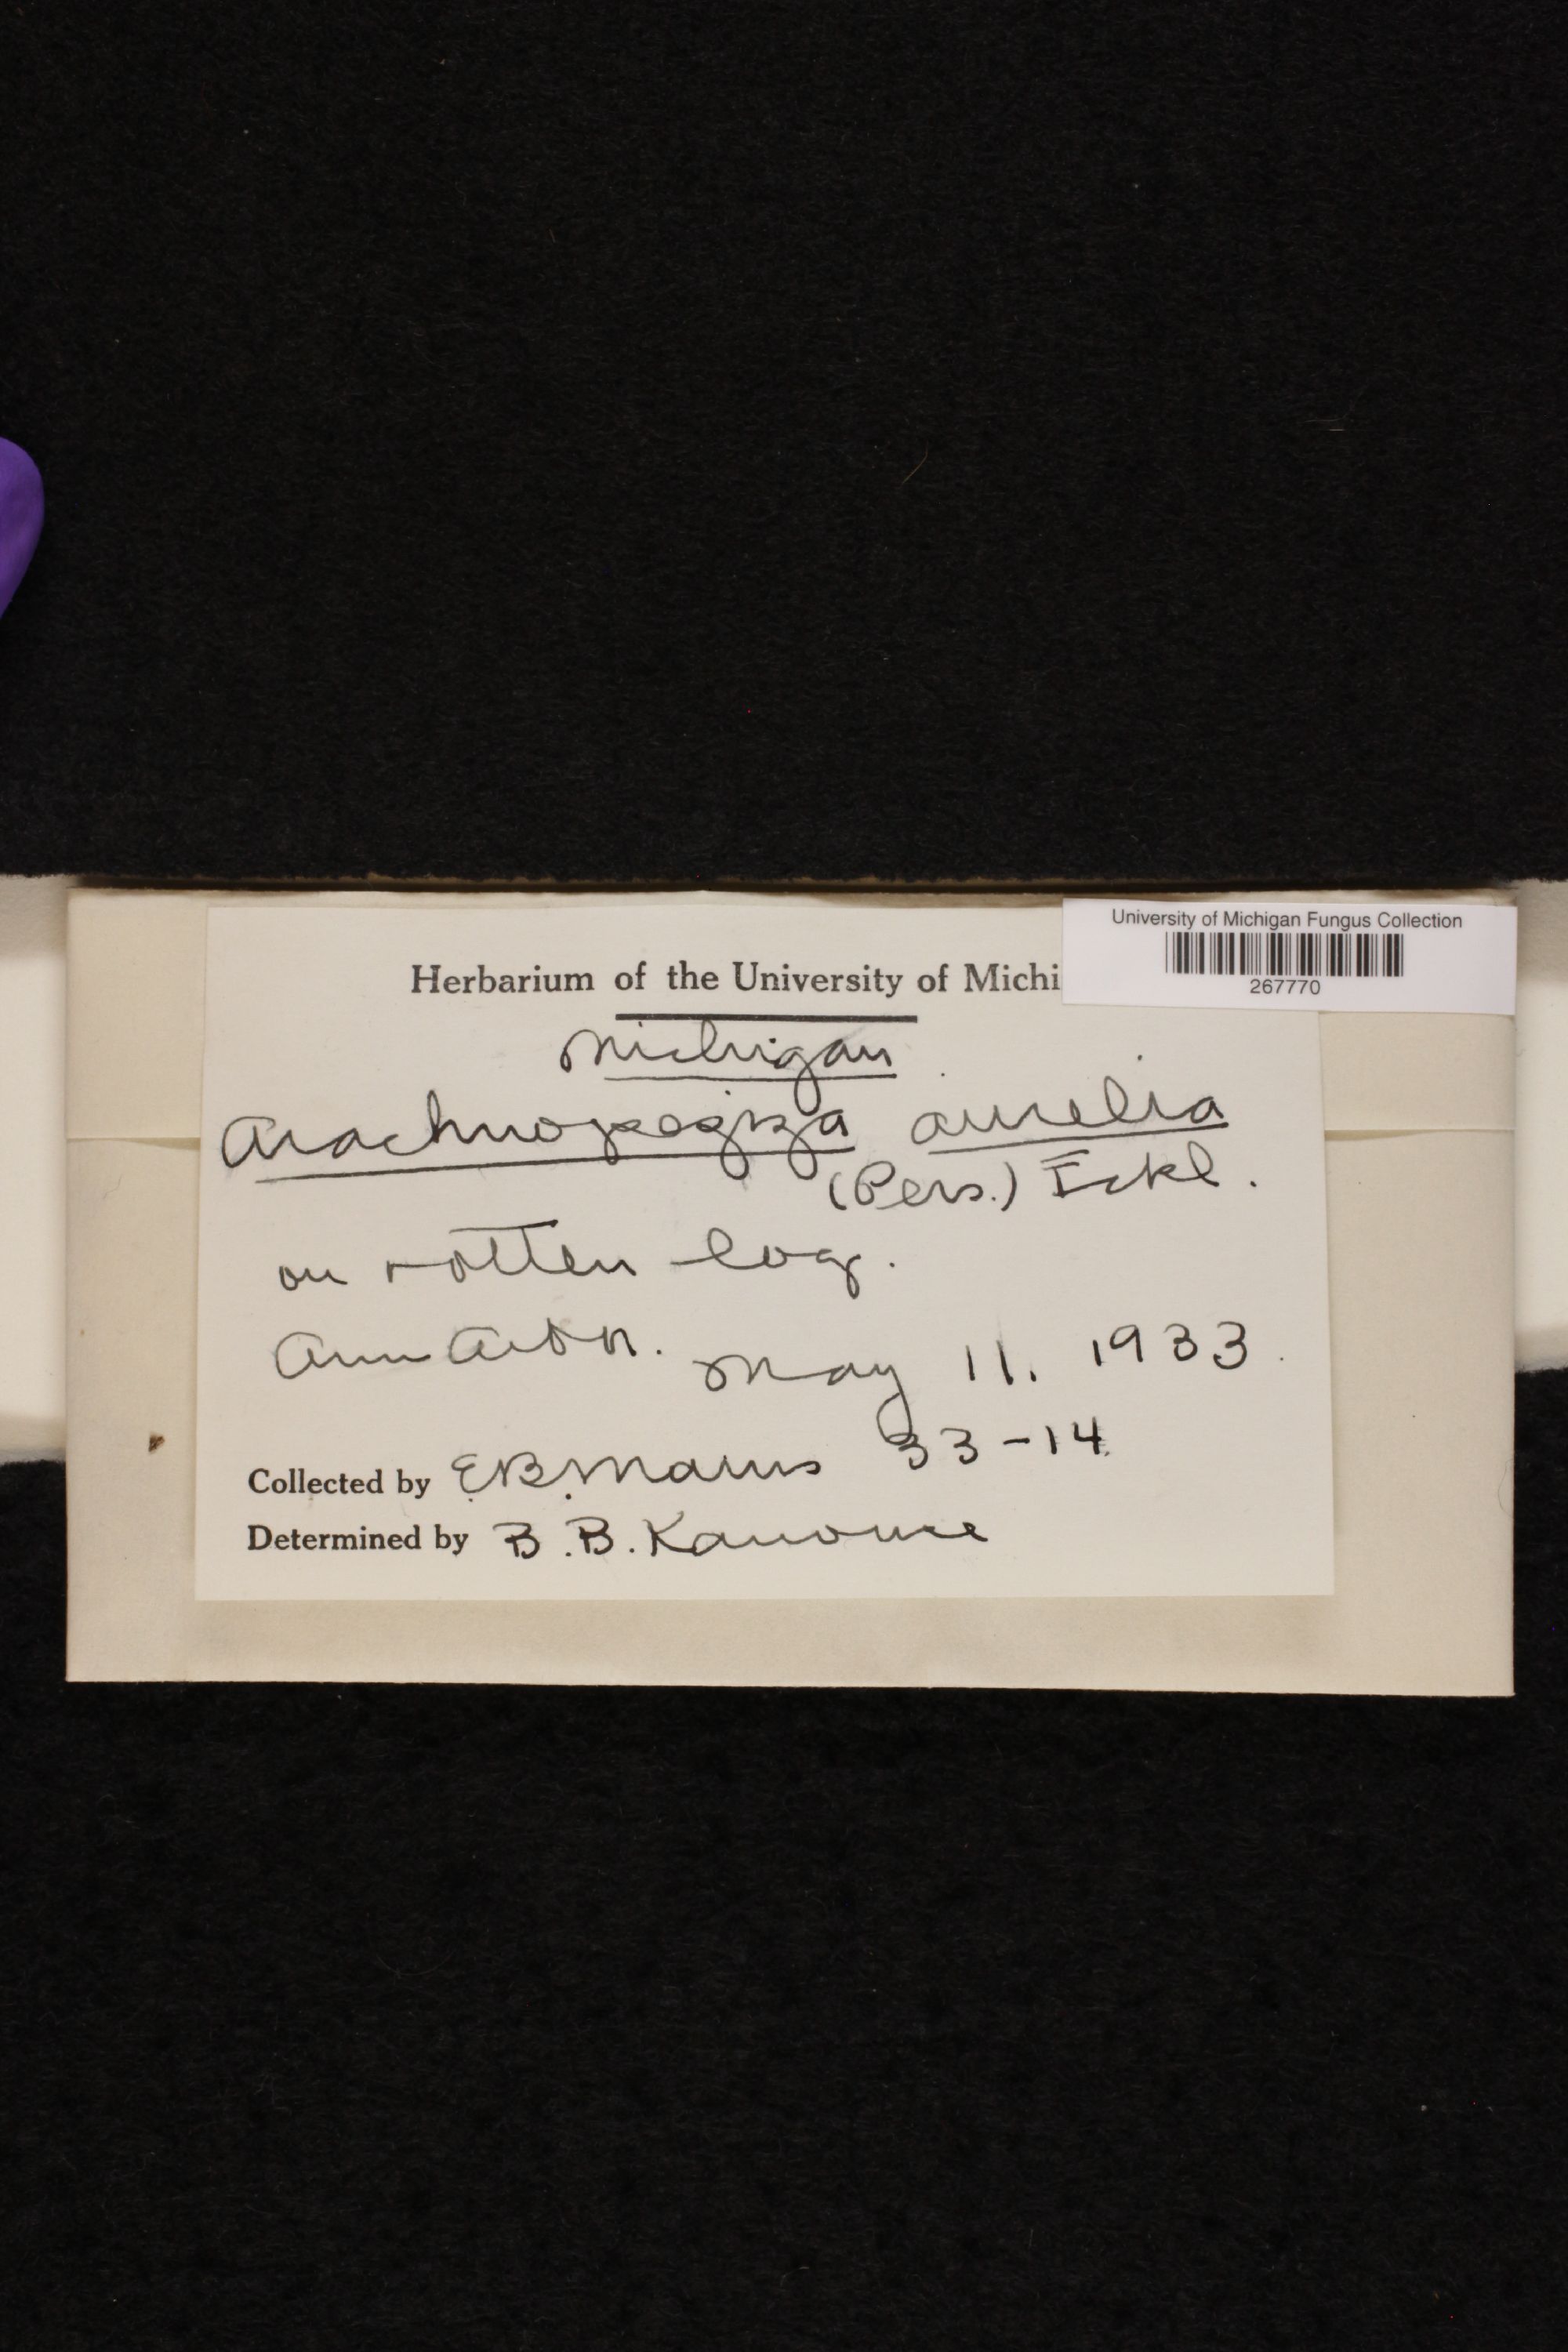 University of Michigan Fungus Collection
267770
Herbarium of the University of Michi
Michigan
Arachnopeziza aurelia
(Pers.) Fckl.
on rotten log.
Ann Arbor. May 11. 1933.
Collected by E.B. Mains 33-14
Determined by B.B. Kanouse